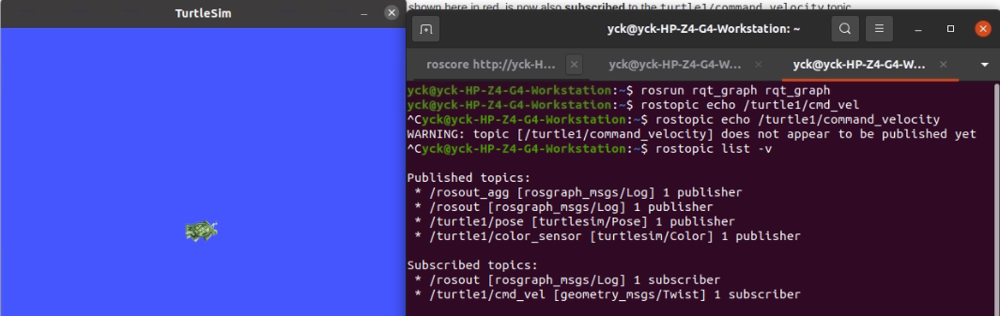 TurtleSim
shown here in red, is now also subscribed to the turtle1/command_velocity topic
yck@yck-HP-Z4-G4-Workstation: ~
roscore http://yck-H...
yck@yck-HP-Z4-G4-W...
yck@yck-HP-Z4-G4-W...
yck@yck-HP-Z4-G4-Workstation:~$ rosrun rqt_graph rqt_graph
yck@yck-HP-Z4-G4-Workstation:~$ rostopic echo /turtle1/cmd_vel
^Cyck@yck-HP-Z4-G4-Workstation:~$ rostopic echo /turtle1/command_velocity
WARNING: topic [/turtle1/command_velocity] does not appear to be published yet
^Cyck@yck-HP-Z4-G4-Workstation:~$ rostopic list -v
Published topics:
* /rosout_agg [rosgraph_msgs/Log] 1 publisher
* /rosout [rosgraph_msgs/Log] 1 publisher
* /turtle1/pose [turtlesim/Pose] 1 publisher
* /turtle1/color_sensor [turtlesim/Color] 1 publisher
Subscribed topics:
* /rosout [rosgraph_msgs/Log] 1 subscriber
* /turtle1/cmd_vel [geometry_msgs/Twist] 1 subscriber